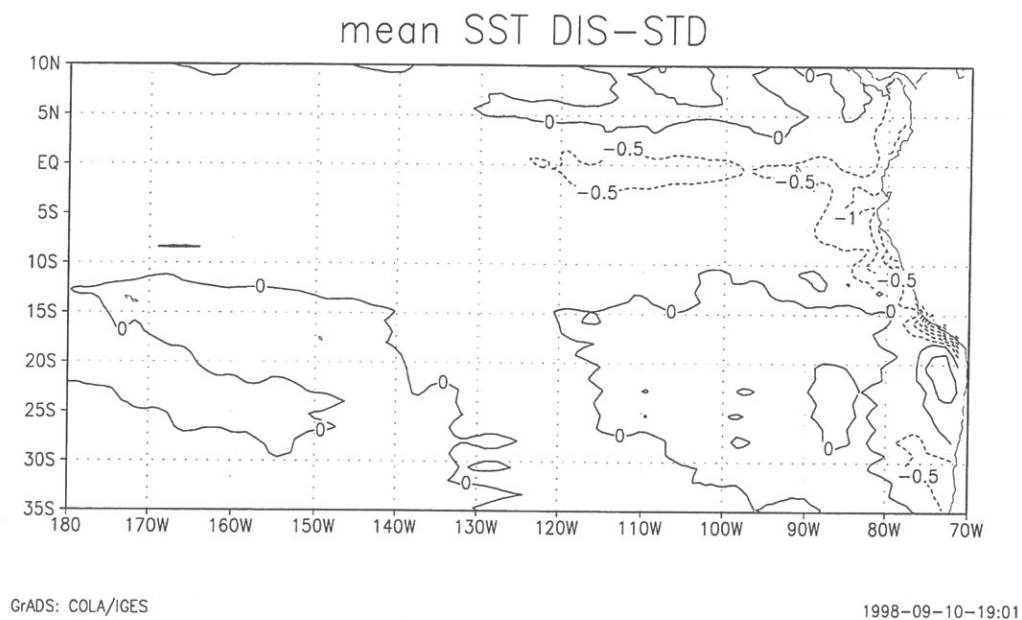 mean SST DIS-STD
10N
0 0
5N
0 0
-0.5
EQ
-0.5 -0.5
5S
-1
10S
-0.5
0
15S 0 0
0
20S
0
25S
0 0 0
30S
-0.5
0
35S
180 170W 160W 150W 140W 130W 120W 110W 100W 90W 80W 70W
GrADS: COLA/IGES 1998-09-10-19:01